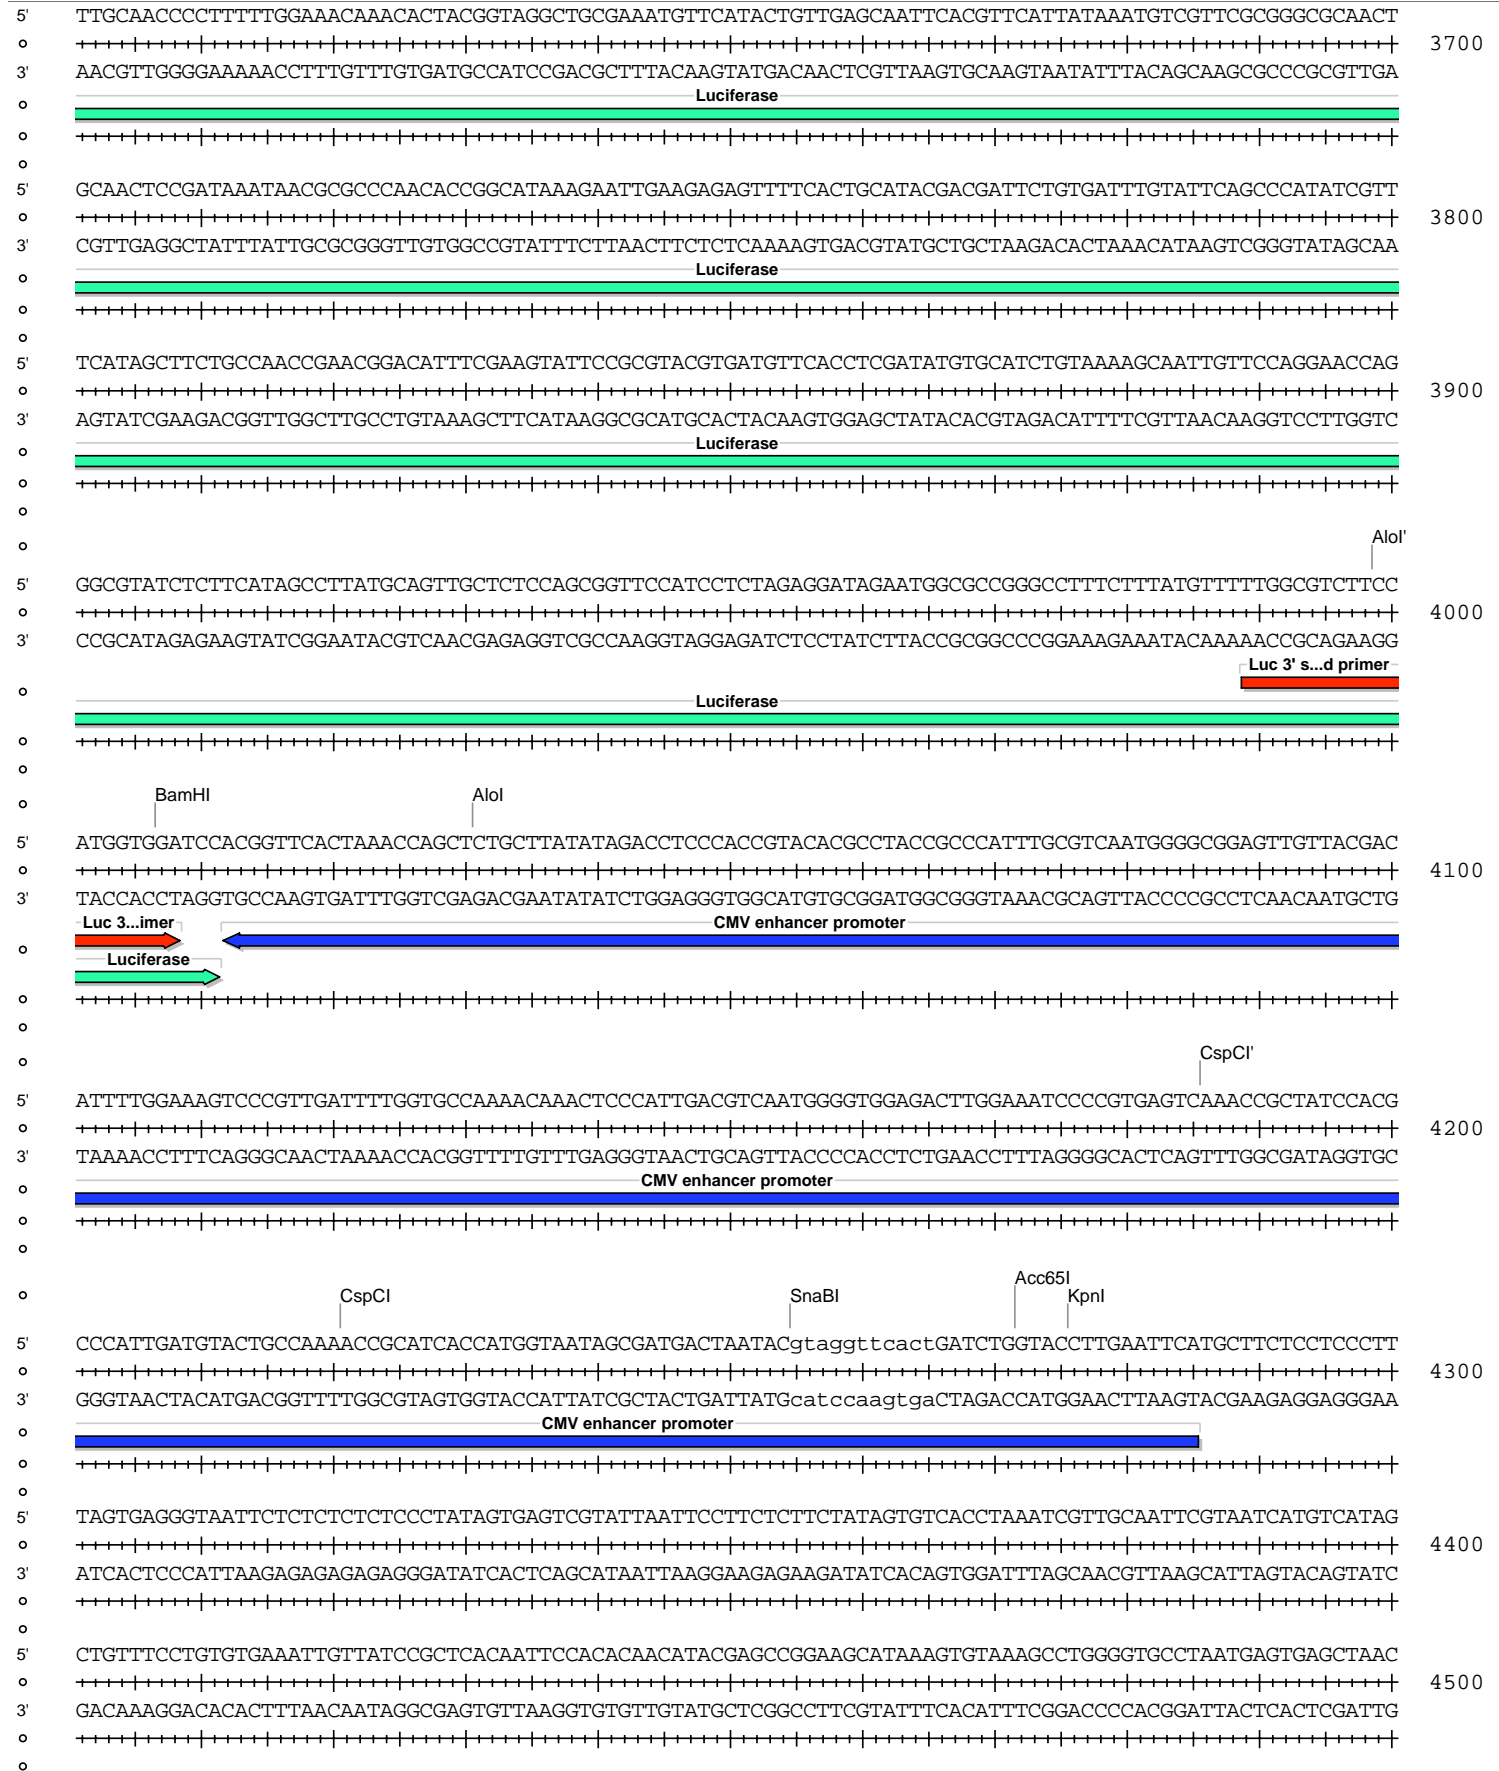 5' TTGCAACCCCTTTTTGGAAACAAACACTACGGTAGGCTGCGAAATGTTCATACTGTTGAGCAATTCACGTTCATTATAAATGTCGTTCGCGGGCGCAACT
3700
3' AACGTTGGGGAAAAACCTTTGTTTGTGATGCCATCCGACGCTTTACAAGTATGACAACTCGTTAAGTGCAAGTAATATTTACAGCAAGCGCCCGCGTTGA
Luciferase
5' GCAACTCCGATAAATAACGCGCCCAACACCGGCATAAAGAATTGAAGAGAGTTTTCACTGCATACGACGATTCTGTGATTTGTATTCAGCCCATATCGTT
3800
3' CGTTGAGGCTATTTATTGCGCGGGTTGTGGCCGTATTTCTTAACTTCTCTCAAAAGTGACGTATGCTGCTAAGACACTAAACATAAGTCGGGTATAGCAA
Luciferase
5' TCATAGCTTCTGCCAACCGAACGGACATTTCGAAGTATTCCGCGTACGTGATGTTCACCTCGATATGTGCATCTGTAAAAGCAATTGTTCCAGGAACCAG
3900
3' AGTATCGAAGACGGTTGGCTTGCCTGTAAAGCTTCATAAGGCGCATGCACTACAAGTGGAGCTATACACGTAGACATTTTCGTTAACAAGGTCCTTGGTC
Luciferase
AloI'
5' GGCGTATCTCTTCATAGCCTTATGCAGTTGCTCTCCAGCGGTTCCATCCTCTAGAGGATAGAATGGCGCCGGGCCTTTCTTTATGTTTTTGGCGTCTTCC
4000
3' CCGCATAGAGAAGTATCGGAATACGTCAACGAGAGGTCGCCAAGGTAGGAGATCTCCTATCTTACCGCGGCCCGGAAAGAAATACAAAAACCGCAGAAGG
Luc 3' s...d primer
Luciferase
BamHI AloI
5' ATGGTGGATCCACGGTTCACTAAACCAGCTCTGCTTATATAGACCTCCCACCGTACACGCCTACCGCCCATTTGCGTCAATGGGGCGGAGTTGTTACGAC
4100
3' TACCACCTAGGTGCCAAGTGATTTGGTCGAGACGAATATATCTGGAGGGTGGCATGTGCGGATGGCGGGTAAACGCAGTTACCCCGCCTCAACAATGCTG
Luc 3...imer CMV enhancer promoter
Luciferase
CspCI'
5' ATTTTGGAAAGTCCCGTTGATTTTGGTGCCAAAACAAACTCCCATTGACGTCAATGGGGTGGAGACTTGGAAATCCCCGTGAGTCAAACCGCTATCCACG
4200
3' TAAAACCTTTCAGGGCAACTAAAACCACGGTTTTGTTTGAGGGTAACTGCAGTTACCCCACCTCTGAACCTTTAGGGGCACTCAGTTTGGCGATAGGTGC
CMV enhancer promoter
Acc65I
CspCI SnaBI KpnI
5' CCCATTGATGTACTGCCAAAACCGCATCACCATGGTAATAGCGATGACTAATACgtaggttcactGATCTGGTACCTTGAATTCATGCTTCTCCTCCCTT
4300
3' GGGTAACTACATGACGGTTTTGGCGTAGTGGTACCATTATCGCTACTGATTATGcatccaagtgaCTAGACCATGGAACTTAAGTACGAAGAGGAGGGAA
CMV enhancer promoter
5' TAGTGAGGGTAATTCTCTCTCTCTCCCTATAGTGAGTCGTATTAATTCCTTCTCTTCTATAGTGTCACCTAAATCGTTGCAATTCGTAATCATGTCATAG
4400
3' ATCACTCCCATTAAGAGAGAGAGAGGGATATCACTCAGCATAATTAAGGAAGAGAAGATATCACAGTGGATTTAGCAACGTTAAGCATTAGTACAGTATC
5' CTGTTTCCTGTGTGAAATTGTTATCCGCTCACAATTCCACACAACATACGAGCCGGAAGCATAAAGTGTAAAGCCTGGGGTGCCTAATGAGTGAGCTAAC
4500
3' GACAAAGGACACACTTTAACAATAGGCGAGTGTTAAGGTGTGTTGTATGCTCGGCCTTCGTATTTCACATTTCGGACCCCACGGATTACTCACTCGATTG